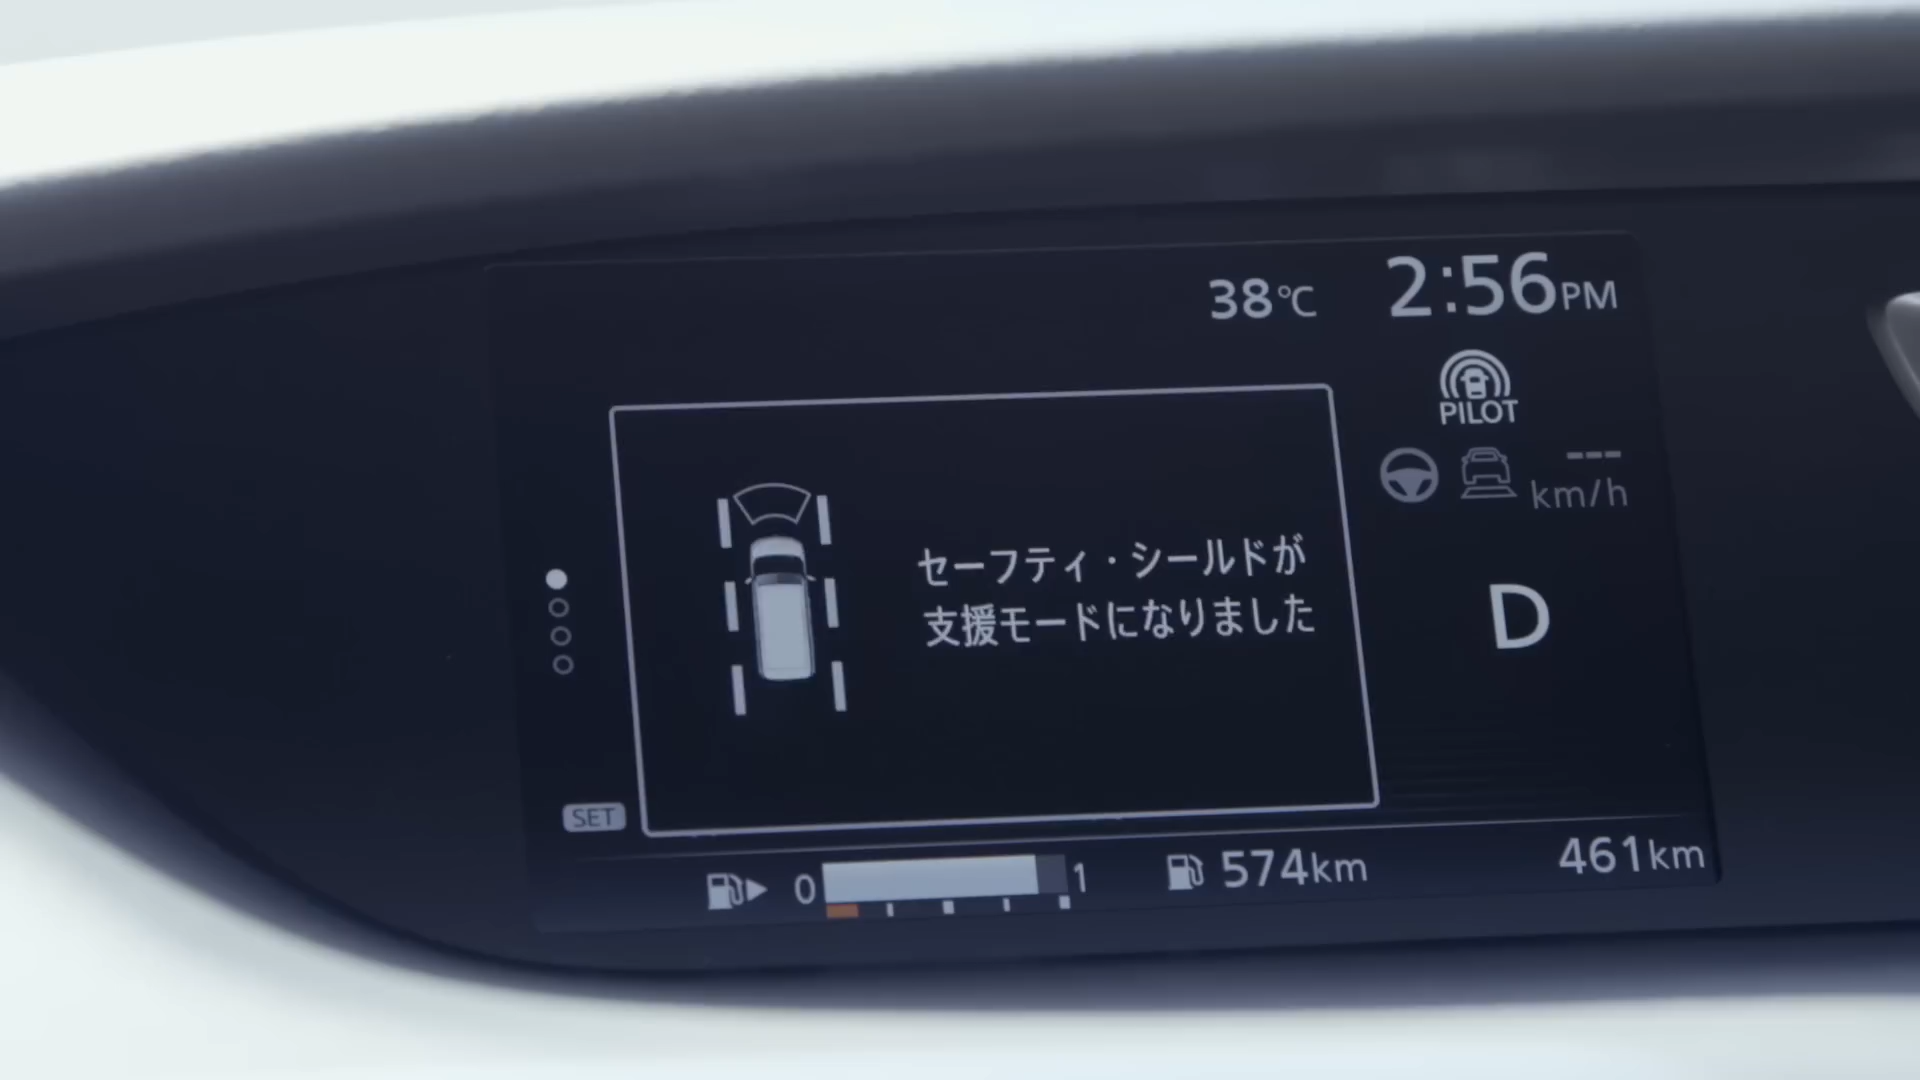 38℃ 2:56PM
PILOT
--- km/h
セーフティ・シールドが
支援モードになりました
D
SET
0 1 574km 461km